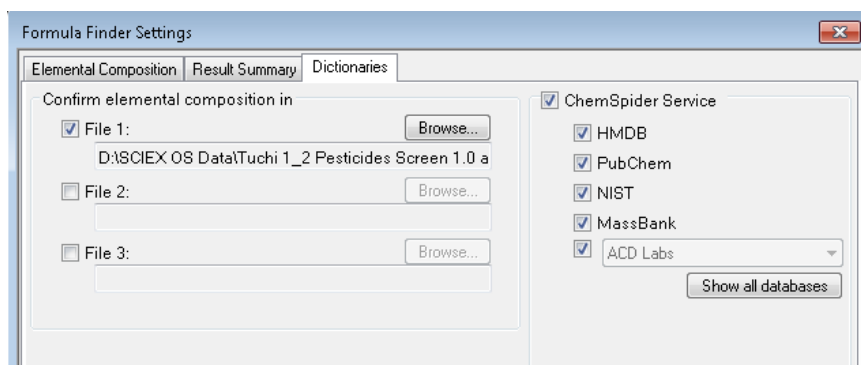 Formula Finder Settings
Elemental Composition Result Summary Dictionaries
Confirm elemental composition in
File 1: Browse...
D:\SCIEX OS Data\Tuchi 1_2 Pesticides Screen 1.0 a
File 2: Browse...
File 3: Browse...
ChemSpider Service
HMDB
PubChem
NIST
MassBank
ACD Labs
Show all databases